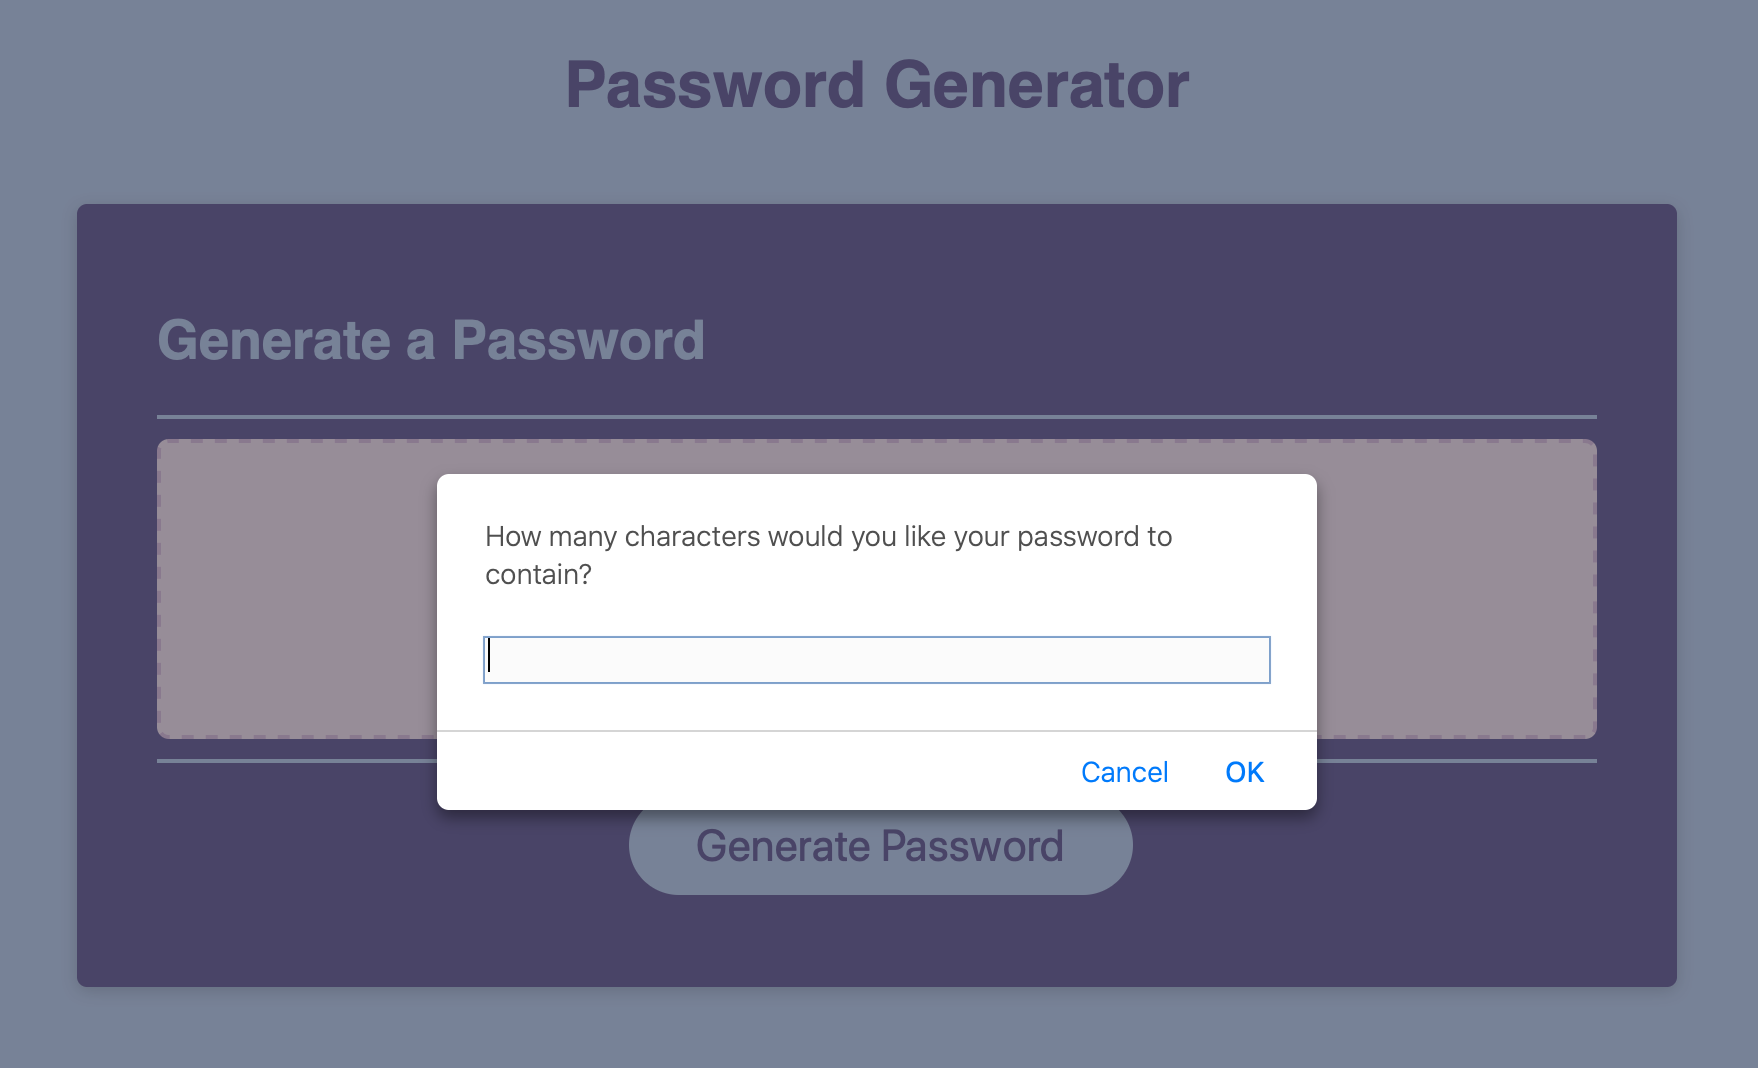 Password Generator
Generate a Password
How many characters would you like your password to
contain?
Cancel
OK
Generate Password